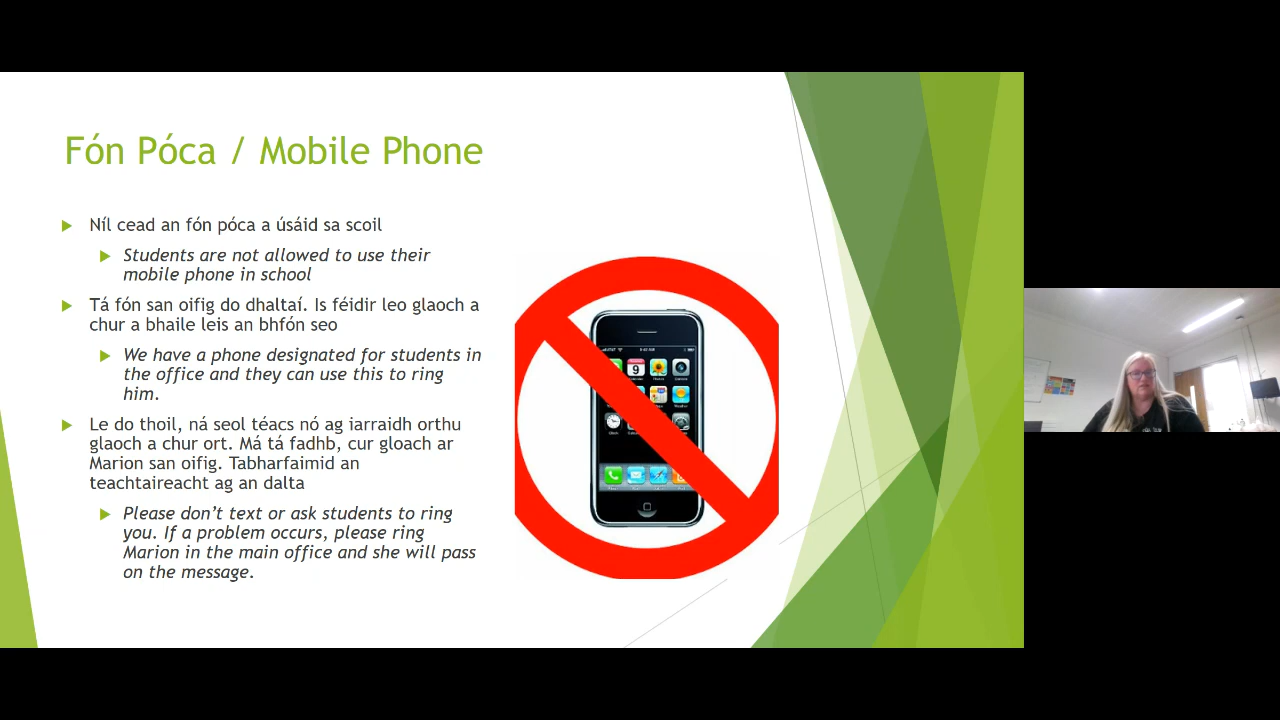 Fón Póca / Mobile Phone
Níl cead an fón póca a úsáid sa scoil
Students are not allowed to use their
mobile phone in school
Tá fón san oifig do dhaltaí. Is féidir leo glaoch a
chur a bhaile leis an bhfón seo
We have a phone designated for students in
the office and they can use this to ring
him.
Le do thoil, ná seol téacs nó ag iarraidh orthu
glaoch a chur ort. Má tá fadhb, cur gloach ar
Marion san oifig. Tabharfaimid an
teachtaireacht ag an dalta
Please don't text or ask students to ring
you. If a problem occurs, please ring
Marion in the main office and she will pass
on the message.
9